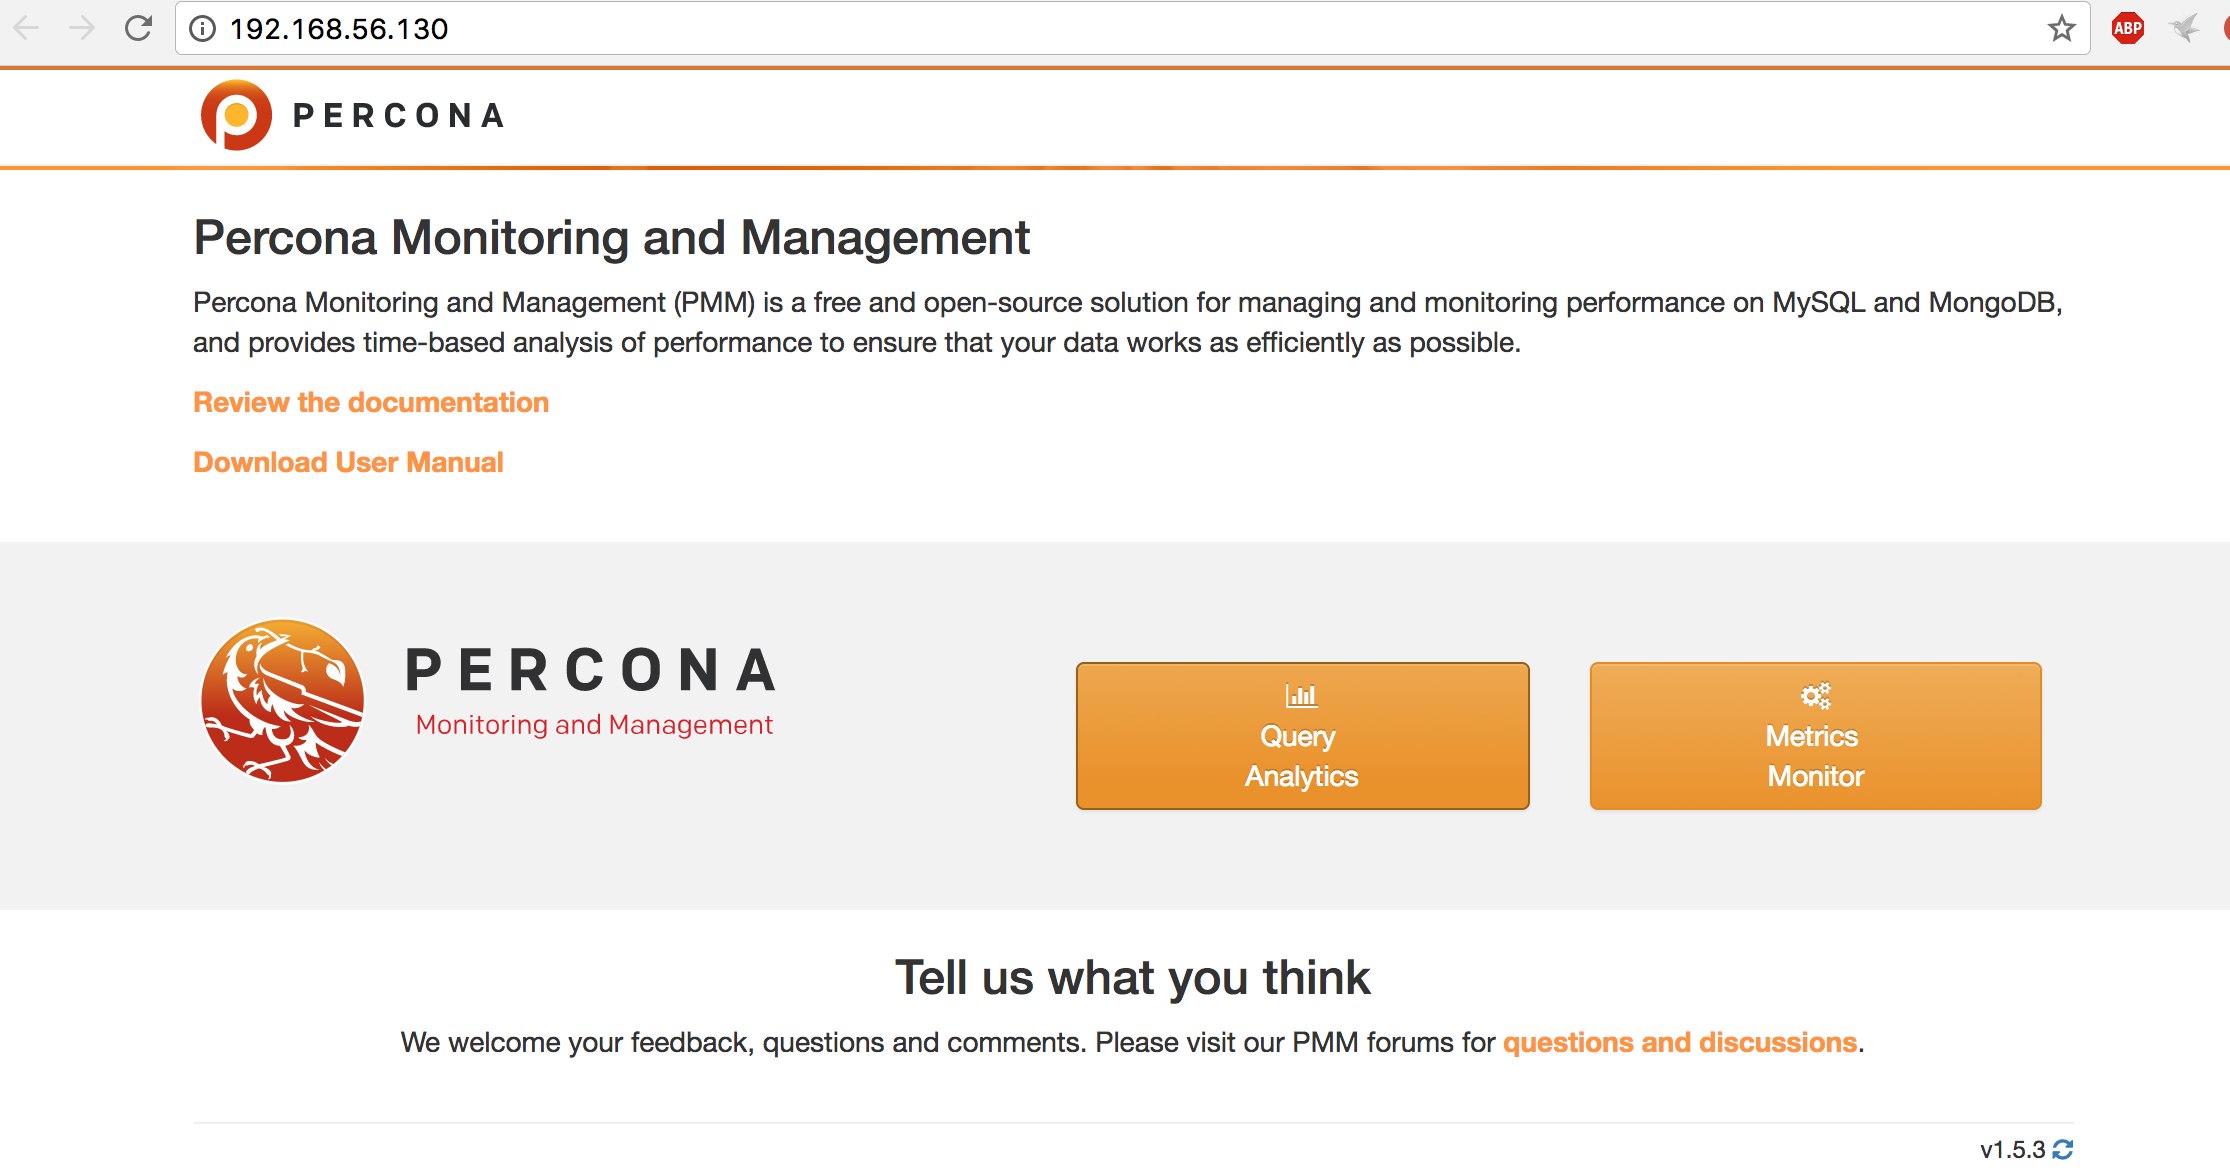 192.168.56.130
ABP
PERCONA
Percona Monitoring and Management
Percona Monitoring and Management (PMM) is a free and open-source solution for managing and monitoring performance on MySQL and MongoDB,
and provides time-based analysis of performance to ensure that your data works as efficiently as possible.
Review the documentation
Download User Manual
PERCONA
Monitoring and Management
Query
Analytics
Metrics
Monitor
Tell us what you think
We welcome your feedback, questions and comments. Please visit our PMM forums for questions and discussions.
v1.5.3